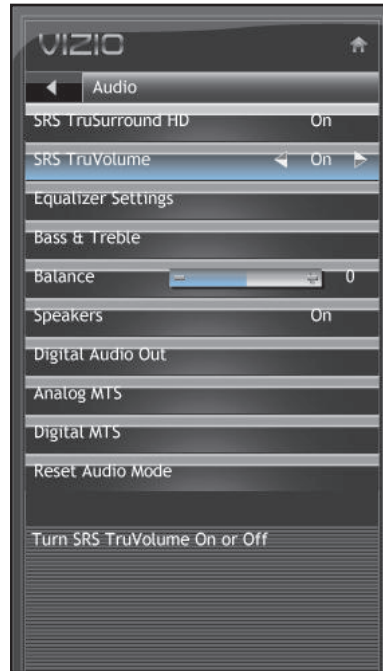 VIZIO
Audio
SRS TruSurround HD On
SRS TruVolume On
Equalizer Settings
Bass & Treble
Balance 0
Speakers On
Digital Audio Out
Analog MTS
Digital MTS
Reset Audio Mode
Turn SRS TruVolume On or Off